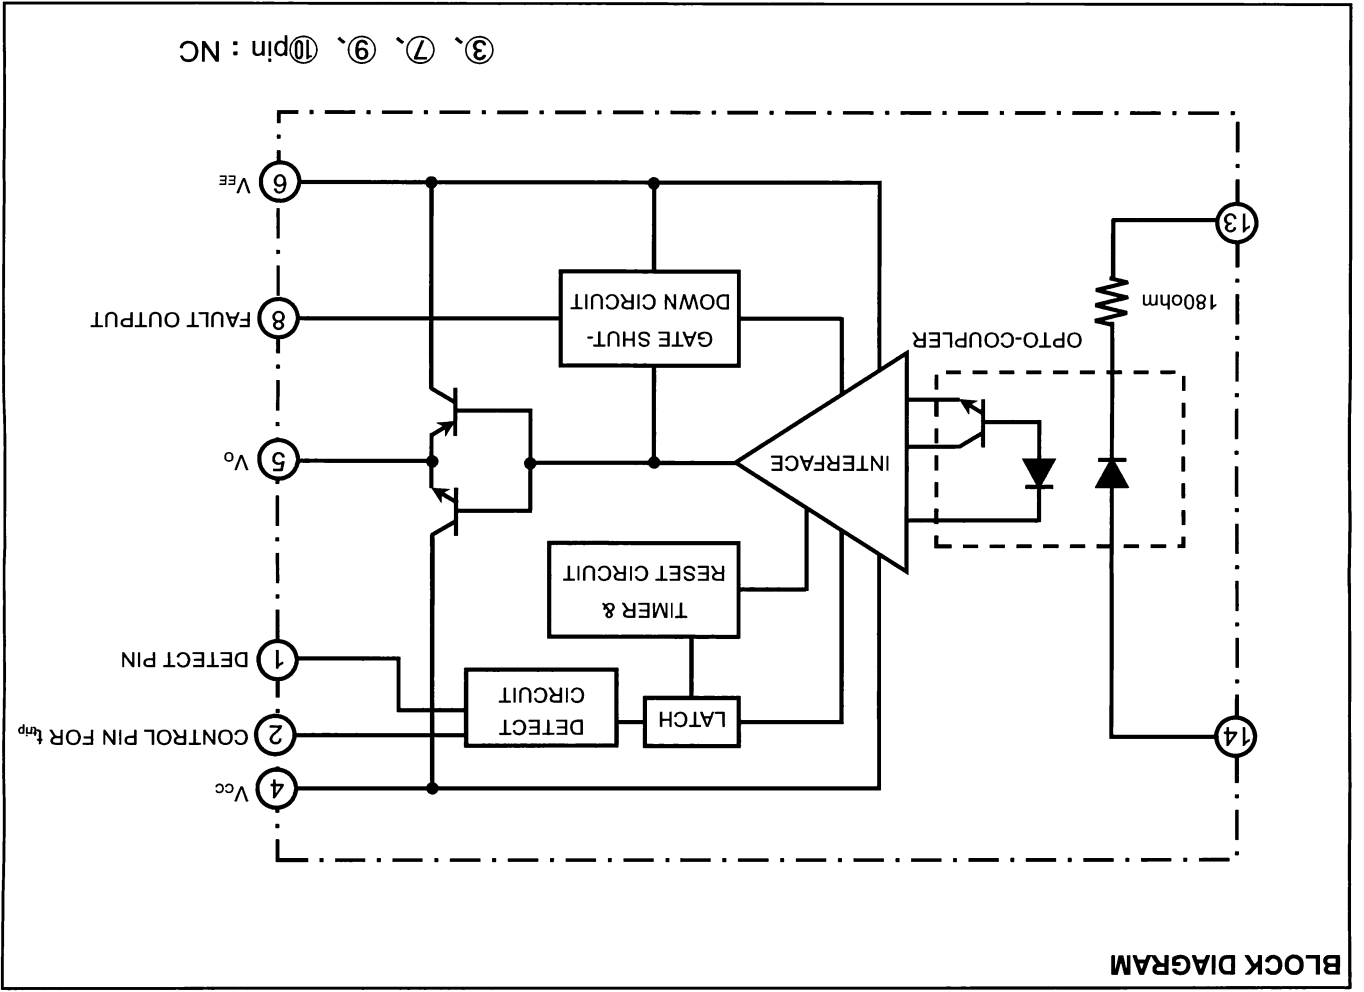 BLOCK DIAGRAM
14
13
180ohm
OPTO-COUPLER
INTERFACE
LATCH
DETECT
CIRCUIT
TIMER &
RESET CIRCUIT
GATE SHUT-
DOWN CIRCUIT
4 VCC
2 CONTROL PIN FOR ttrip
1 DETECT PIN
5 VO
8 FAULT OUTPUT
6 VEE
③、⑦、⑨、⑩pin : NC